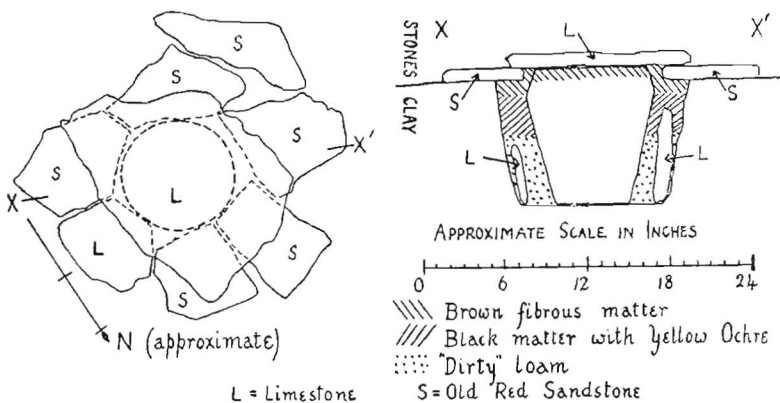 S
S
S
S
X
X'
L
L
S
S
N (approximate)
L = Limestone
STONES
CLAY
X
X'
L
S
S
L
L
APPROXIMATE SCALE IN INCHES
0 6 12 18 24
Brown fibrous matter
Black matter with Yellow Ochre
"Dirty" loam
S = Old Red Sandstone